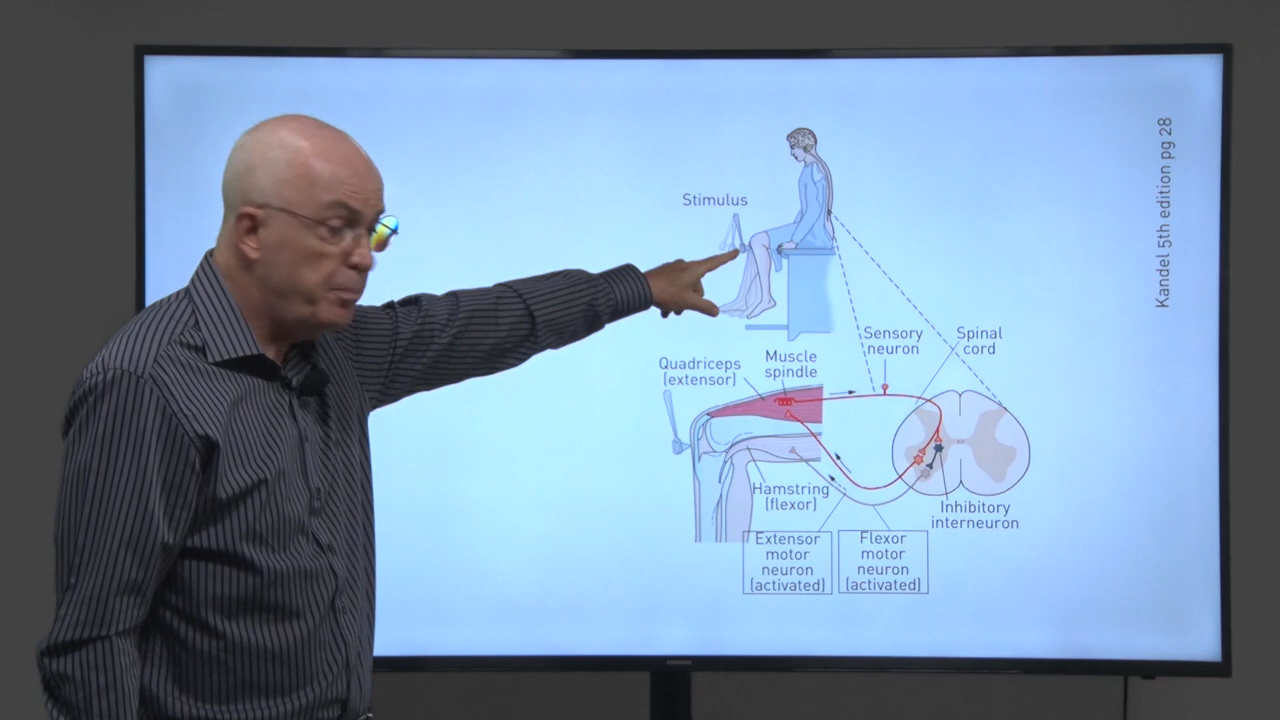 Kandel 5th edition pg 28
Stimulus
Sensory
neuron
Spinal
cord
Quadriceps
(extensor)
Muscle
spindle
Hamstring
(flexor)
Inhibitory
interneuron
Extensor
motor
neuron
(activated)
Flexor
motor
neuron
(activated)
SAMSUNG